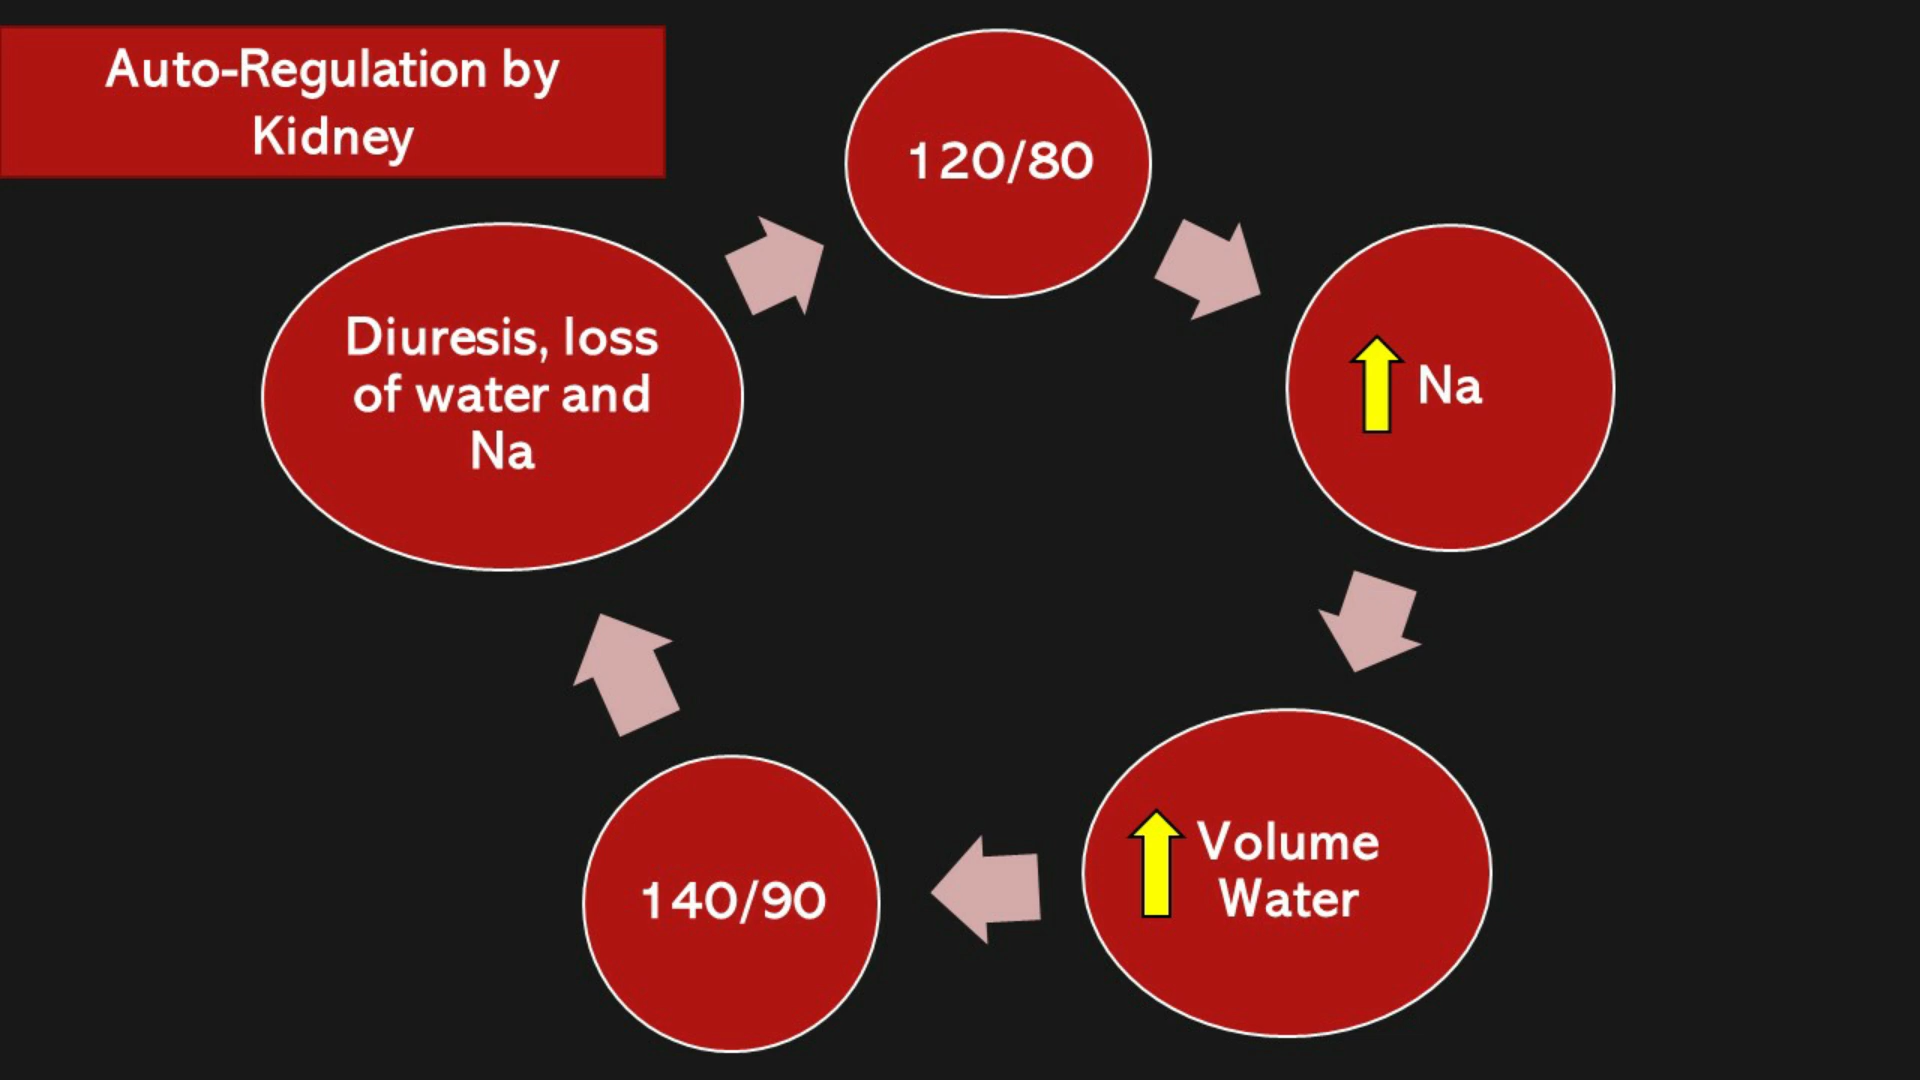 Auto-Regulation by
Kidney
120/80
Na
Volume
Water
140/90
Diuresis, loss
of water and
Na